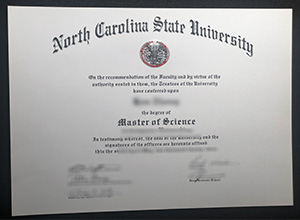 North Carolina State University
On the recommendation of the Faculty and by virtue of the
authority vested in them, the Trustees of the University
have conferred upon
the degree of
Master of Science
In testimony whereof, the seal of the University and the
signatures of its officers are hereunto affixed
this the